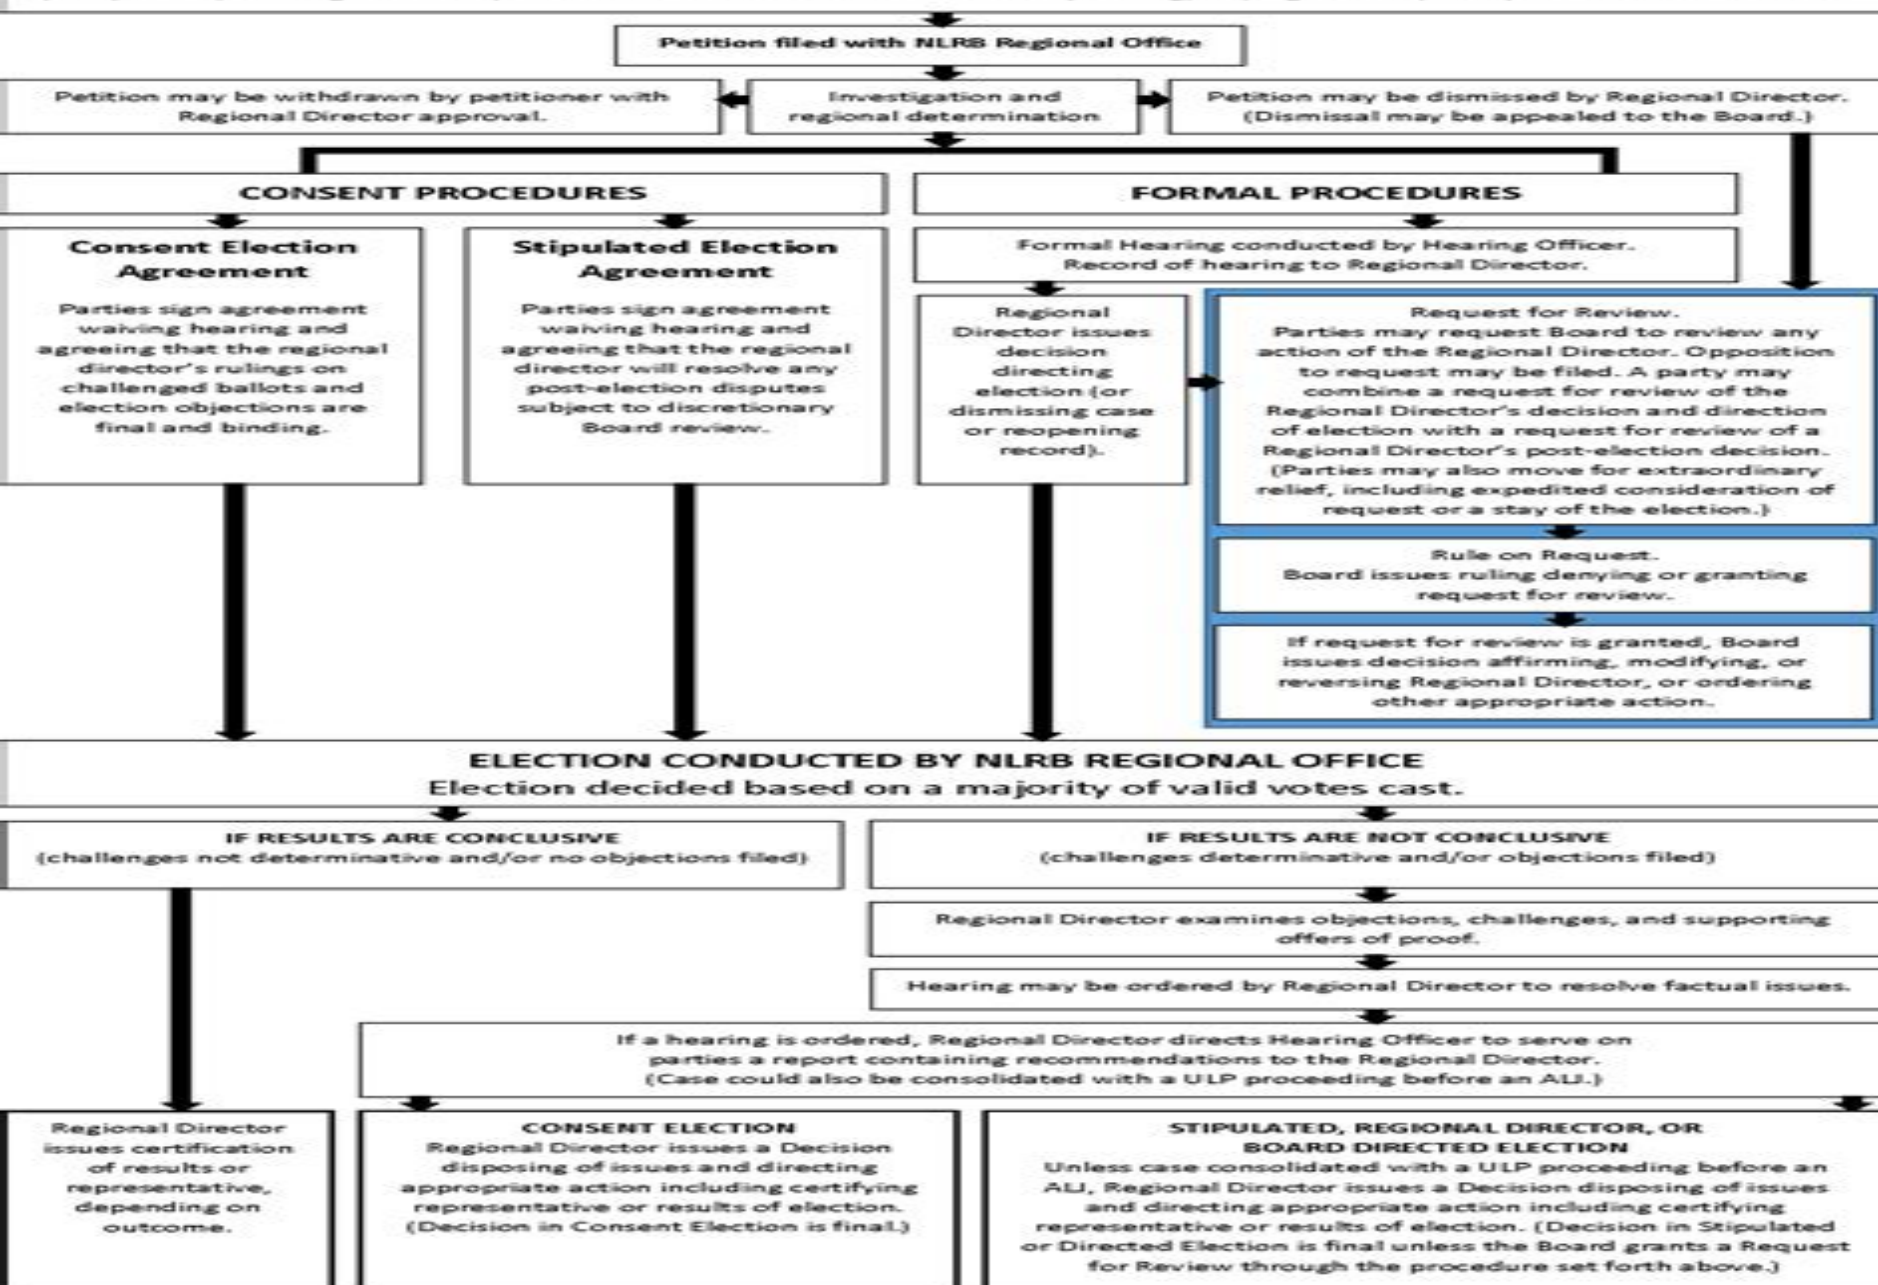 Petition filed with NLRB Regional Office
Petition may be withdrawn by petitioner with
Regional Director approval.
Investigation and
regional determination
Petition may be dismissed by Regional Director.
(Dismissal may be appealed to the Board.)
CONSENT PROCEDURES
FORMAL PROCEDURES
Consent Election
Agreement
Parties sign agreement
waiving hearing and
agreeing that the regional
director's rulings on
challenged ballots and
election objections are
final and binding.
Stipulated Election
Agreement
Parties sign agreement
waiving hearing and
agreeing that the regional
director will resolve any
post-election disputes
subject to discretionary
Board review.
Formal Hearing conducted by Hearing Officer.
Record of hearing to Regional Director.
Regional
Director issues
decision
directing
election (or
dismissing case
or reopening
record).
Request for Review.
Parties may request Board to review any
action of the Regional Director. Opposition
to request may be filed. A party may
combine a request for review of the
Regional Director's decision and direction
of election with a request for review of a
Regional Director's post-election decision.
(Parties may also move for extraordinary
relief, including expedited consideration of
request or a stay of the election.)
Rule on Request.
Board issues ruling denying or granting
request for review.
If request for review is granted, Board
issues decision affirming, modifying, or
reversing Regional Director, or ordering
other appropriate action.
ELECTION CONDUCTED BY NLRB REGIONAL OFFICE
Election decided based on a majority of valid votes cast.
IF RESULTS ARE CONCLUSIVE
(challenges not determinative and/or no objections filed)
IF RESULTS ARE NOT CONCLUSIVE
(challenges determinative and/or objections filed)
Regional Director examines objections, challenges, and supporting
offers of proof.
Hearing may be ordered by Regional Director to resolve factual issues.
If a hearing is ordered, Regional Director directs Hearing Officer to serve on
parties a report containing recommendations to the Regional Director.
(Case could also be consolidated with a ULP proceeding before an ALJ.)
Regional Director
issues certification
of results or
representative,
depending on
outcome.
CONSENT ELECTION
Regional Director issues a Decision
disposing of issues and directing
appropriate action including certifying
representative or results of election.
(Decision in Consent Election is final.)
STIPULATED, REGIONAL DIRECTOR, OR
BOARD DIRECTED ELECTION
Unless case consolidated with a ULP proceeding before an
ALJ, Regional Director issues a Decision disposing of issues
and directing appropriate action including certifying
representative or results of election. (Decision in Stipulated
or Directed Election is final unless the Board grants a Request
for Review through the procedure set forth above.)